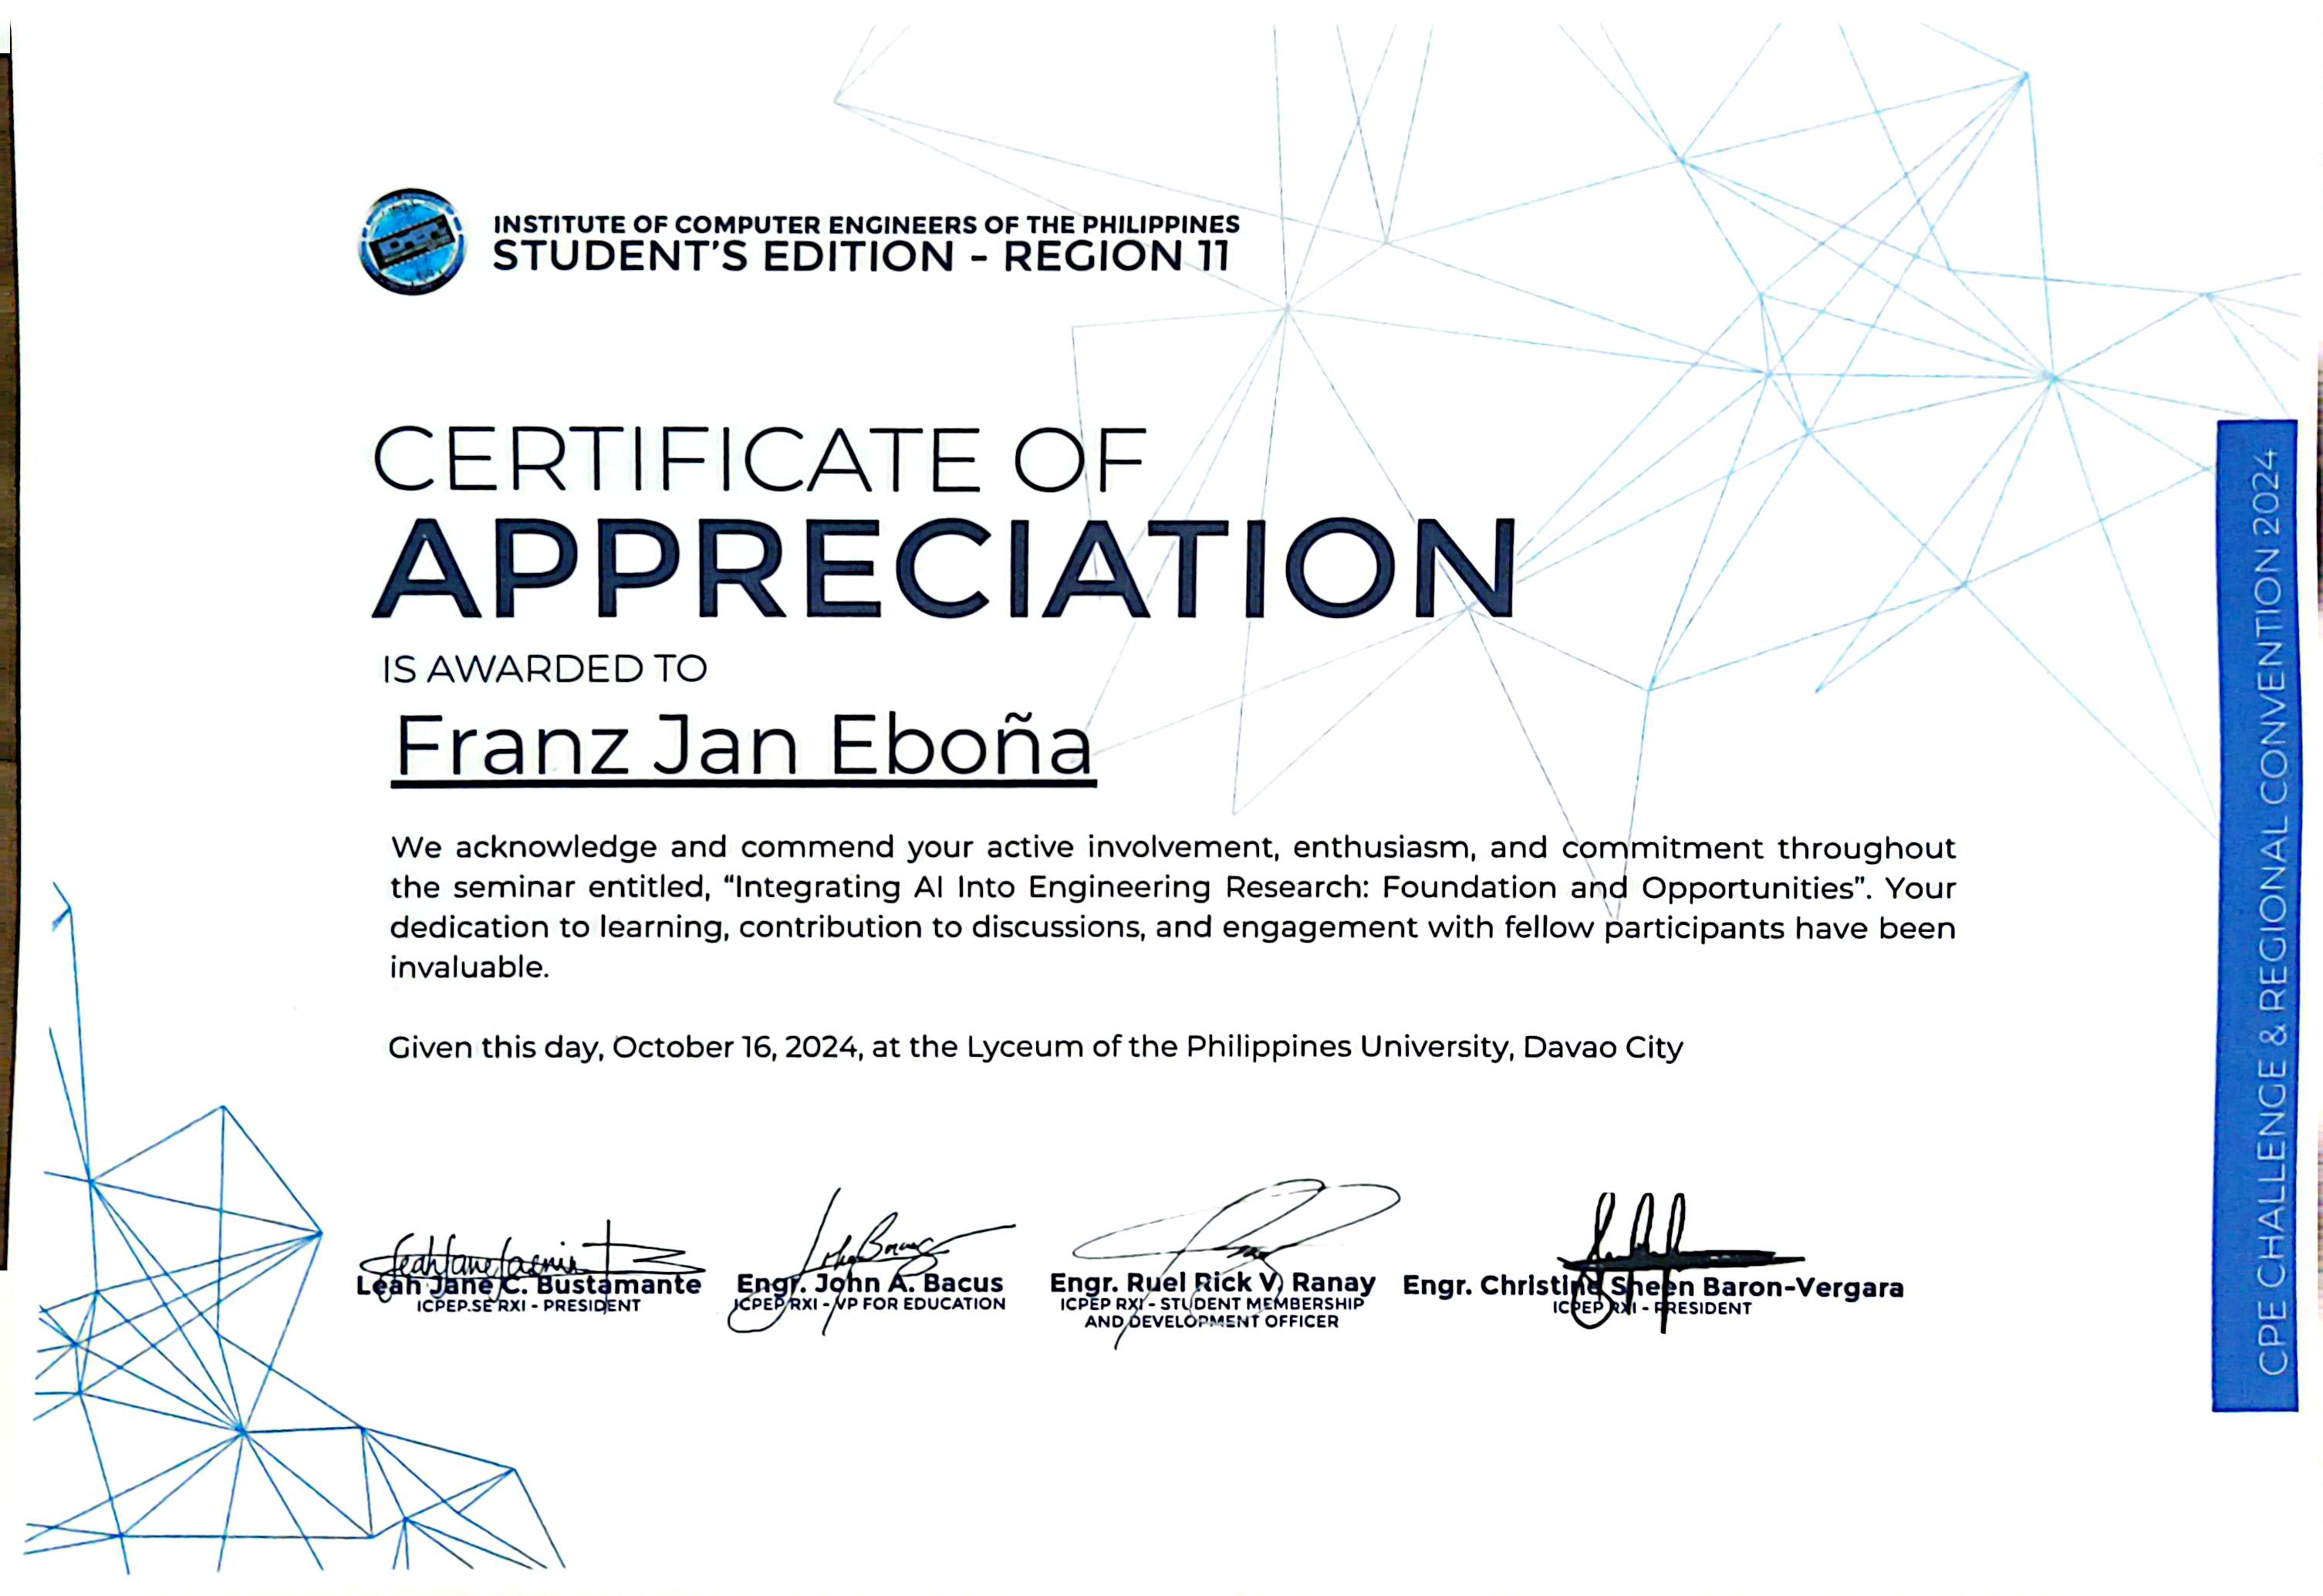 INSTITUTE OF COMPUTER ENGINEERS OF THE PHILIPPINES
STUDENT'S EDITION - REGION 11
CERTIFICATE OF
APPRECIATION
IS AWARDED TO
Franz Jan Eboña
We acknowledge and commend your active involvement, enthusiasm, and commitment throughout
the seminar entitled, “Integrating AI Into Engineering Research: Foundation and Opportunities”. Your
dedication to learning, contribution to discussions, and engagement with fellow participants have been
invaluable.
Given this day, October 16, 2024, at the Lyceum of the Philippines University, Davao City
Leah Jane C. Bustamante
ICPEP.SE RXI - PRESIDENT
Engr. John A. Bacus
ICPEP RXI - VP FOR EDUCATION
Engr. Ruel Rick V. Ranay
ICPEP RXI - STUDENT MEMBERSHIP
AND DEVELOPMENT OFFICER
Engr. Christine Sheen Baron-Vergara
ICPEP RXI - PRESIDENT
CPE CHALLENGE & REGIONAL CONVENTION 2024